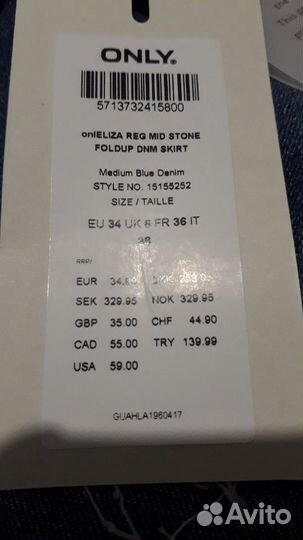 ONLY.
5713732415800
onlELIZA REG MID STONE
FOLDUP DNM SKIRT
Medium Blue Denim
STYLE NO. 15155252
SIZE / TAILLE
EU 34 UK 6 FR 36 IT
38
RRP/
EUR
SEK 329.95 NOK 329.95
GBP 35.00 CHF 44.90
CAD 55.00 TRY 139.99
USA 59.00
GUAHLA1960417
Avito